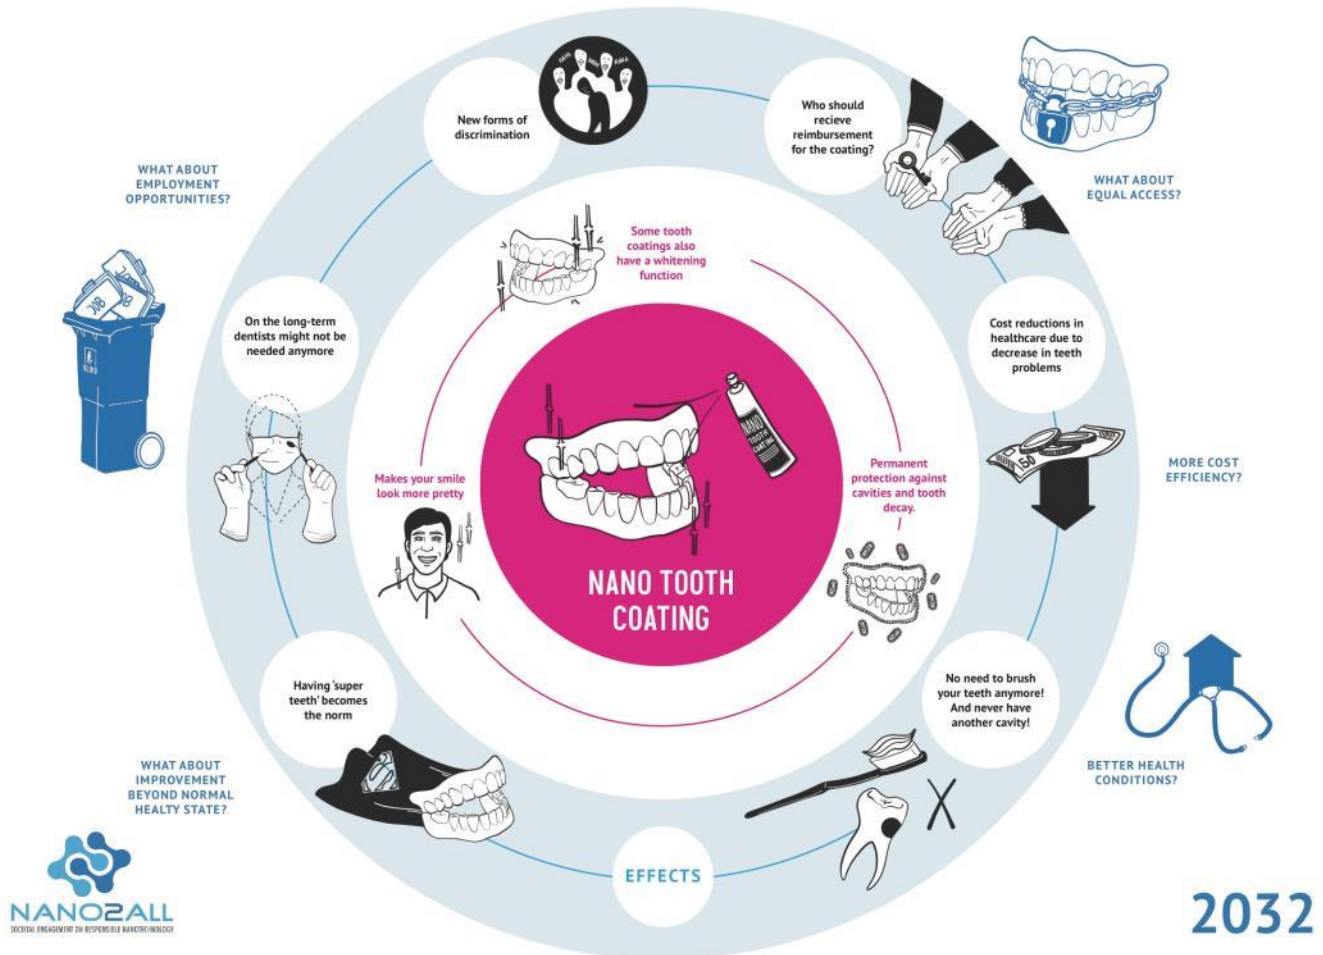 New forms of
discrimination
Who should
recieve
reimbursement
for the coating?
WHAT ABOUT
EQUAL ACCESS?
WHAT ABOUT
EMPLOYMENT
OPPORTUNITIES?
Some tooth
coatings also
have a whitening
function
On the long-term
dentists might not be
needed anymore
Cost reductions in
healthcare due to
decrease in teeth
problems
JOB
NANO
TOOTH
COATING
50
Makes your smile
look more pretty
Permanent
protection against
cavities and tooth
decay.
MORE COST
EFFICIENCY?
NANO TOOTH
COATING
Having 'super
teeth' becomes
the norm
No need to brush
your teeth anymore!
And never have
another cavity!
WHAT ABOUT
IMPROVEMENT
BEYOND NORMAL
HEALTY STATE?
BETTER HEALTH
CONDITIONS?
EFFECTS
NANO2ALL
SOCIETAL ENGAGEMENT ON RESPONSIBLE NANOTECHNOLOGY
2032